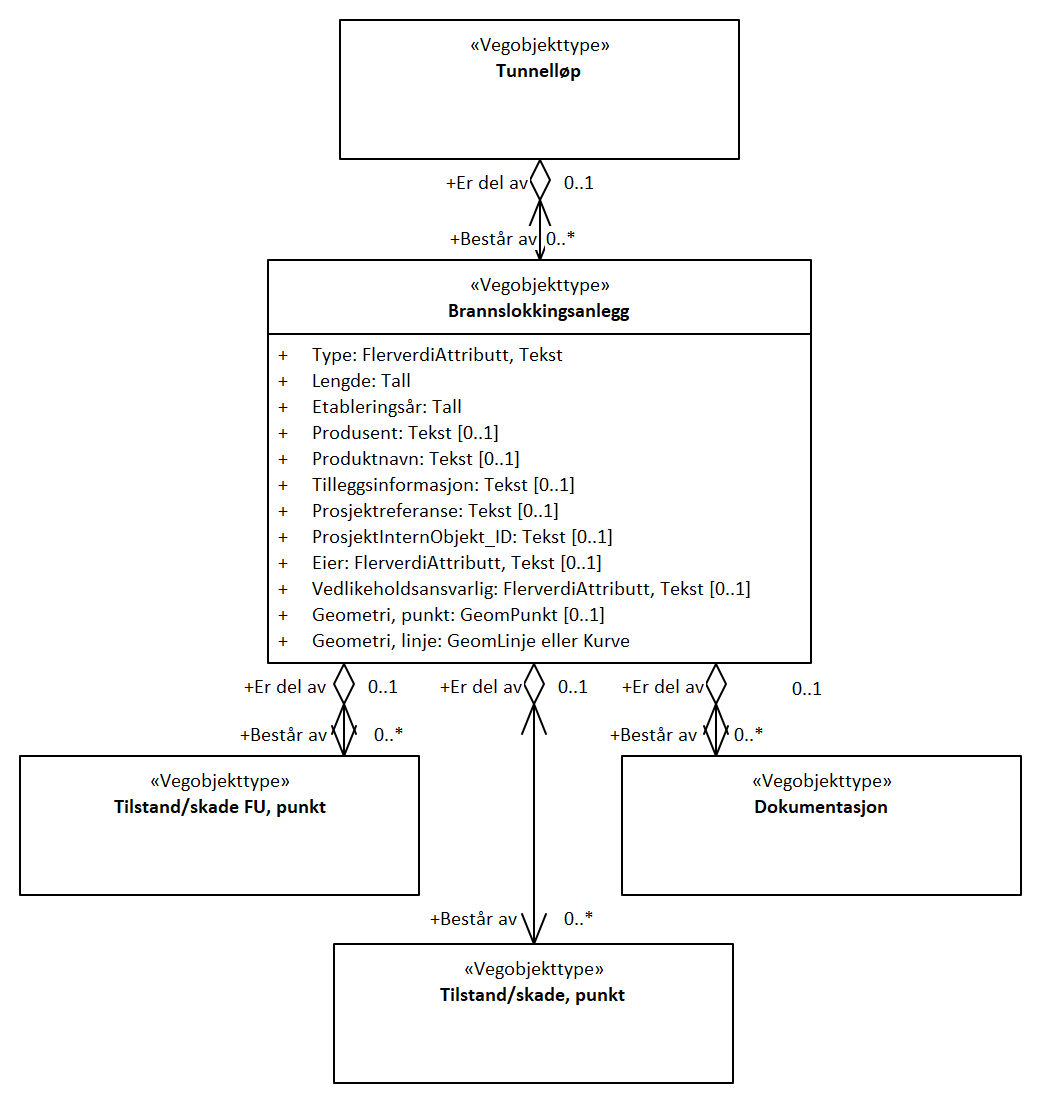 «Vegobjekttype»
Tunnelløp
+Er del av 0..1
+Består av 0..*
«Vegobjekttype»
Brannslokkingsanlegg
+ Type: FlerverdiAttributt, Tekst
+ Lengde: Tall
+ Etableringsår: Tall
+ Produsent: Tekst [0..1]
+ Produktnavn: Tekst [0..1]
+ Tilleggsinformasjon: Tekst [0..1]
+ Prosjektreferanse: Tekst [0..1]
+ ProsjektInternObjekt_ID: Tekst [0..1]
+ Eier: FlerverdiAttributt, Tekst [0..1]
+ Vedlikeholdsansvarlig: FlerverdiAttributt, Tekst [0..1]
+ Geometri, punkt: GeomPunkt [0..1]
+ Geometri, linje: GeomLinje eller Kurve
+Er del av 0..1 +Er del av 0..1 +Er del av 0..1
+Består av 0..* +Består av 0..*
«Vegobjekttype»
Tilstand/skade FU, punkt
«Vegobjekttype»
Dokumentasjon
+Består av 0..*
«Vegobjekttype»
Tilstand/skade, punkt